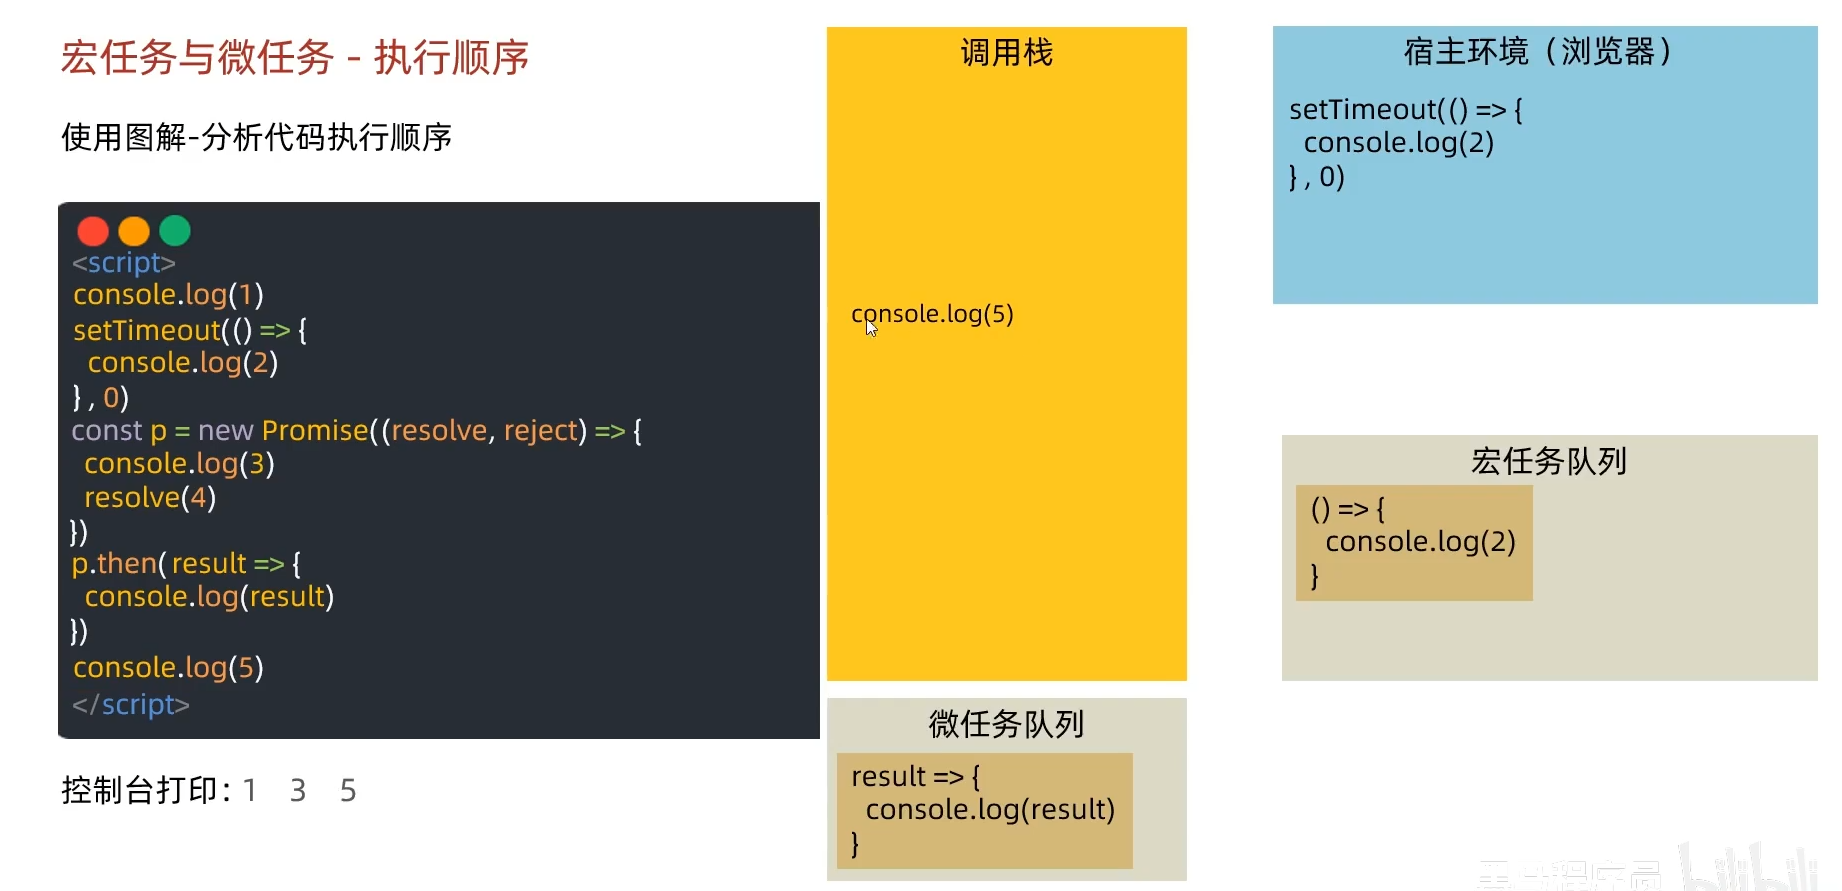 宏任务与微任务 - 执行顺序
使用图解-分析代码执行顺序
<script>
console.log(1)
setTimeout(() => {
  console.log(2)
} , 0)
const p = new Promise((resolve, reject) => {
  console.log(3)
  resolve(4)
})
p.then( result => {
  console.log(result)
})
console.log(5)
</script>
控制台打印: 1 3 5
调用栈
console.log(5)
微任务队列
result => {
  console.log(result)
}
宿主环境（浏览器）
setTimeout(() => {
  console.log(2)
} , 0)
宏任务队列
() => {
  console.log(2)
}
bilibili